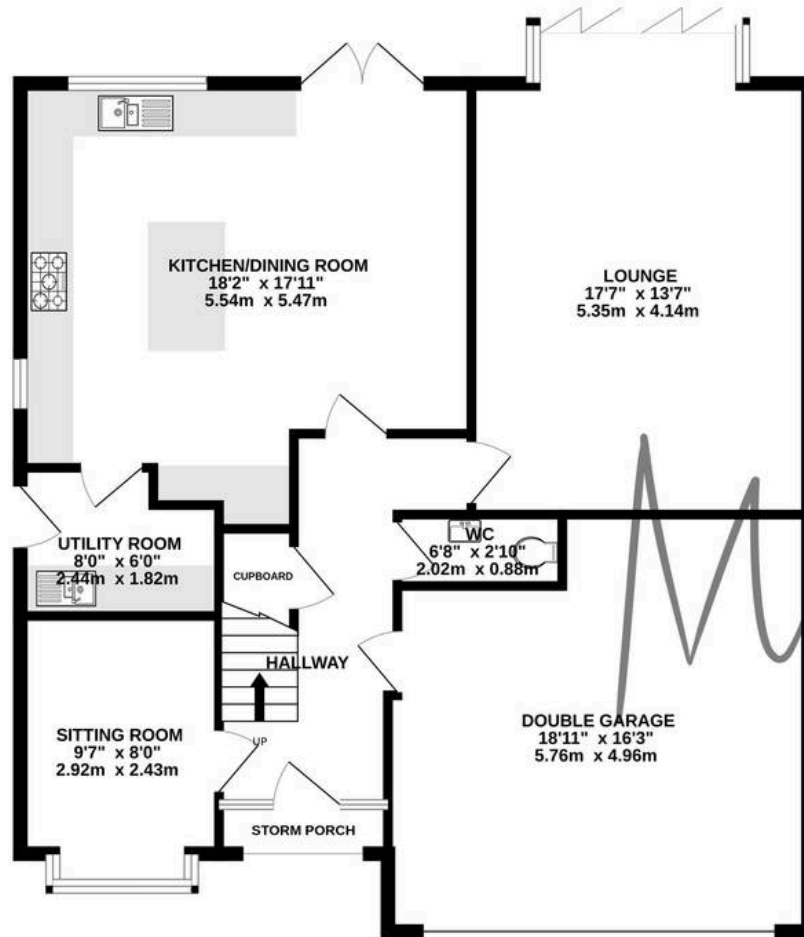 KITCHEN/DINING ROOM
18'2" x 17'11"
5.54m x 5.47m
LOUNGE
17'7" x 13'7"
5.35m x 4.14m
UTILITY ROOM
8'0" x 6'0"
2.44m x 1.82m
WC
6'8" x 2'10"
2.02m x 0.88m
CUPBOARD
HALLWAY
UP
SITTING ROOM
9'7" x 8'0"
2.92m x 2.43m
DOUBLE GARAGE
18'11" x 16'3"
5.76m x 4.96m
STORM PORCH